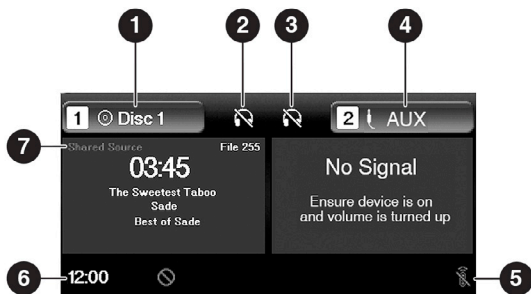 1
2
3
4
1 Disc 1
2 AUX
7
Shared Source
File 255
03:45
The Sweetest Taboo
Sade
Best of Sade
No Signal
Ensure device is on
and volume is turned up
6
12:00
5